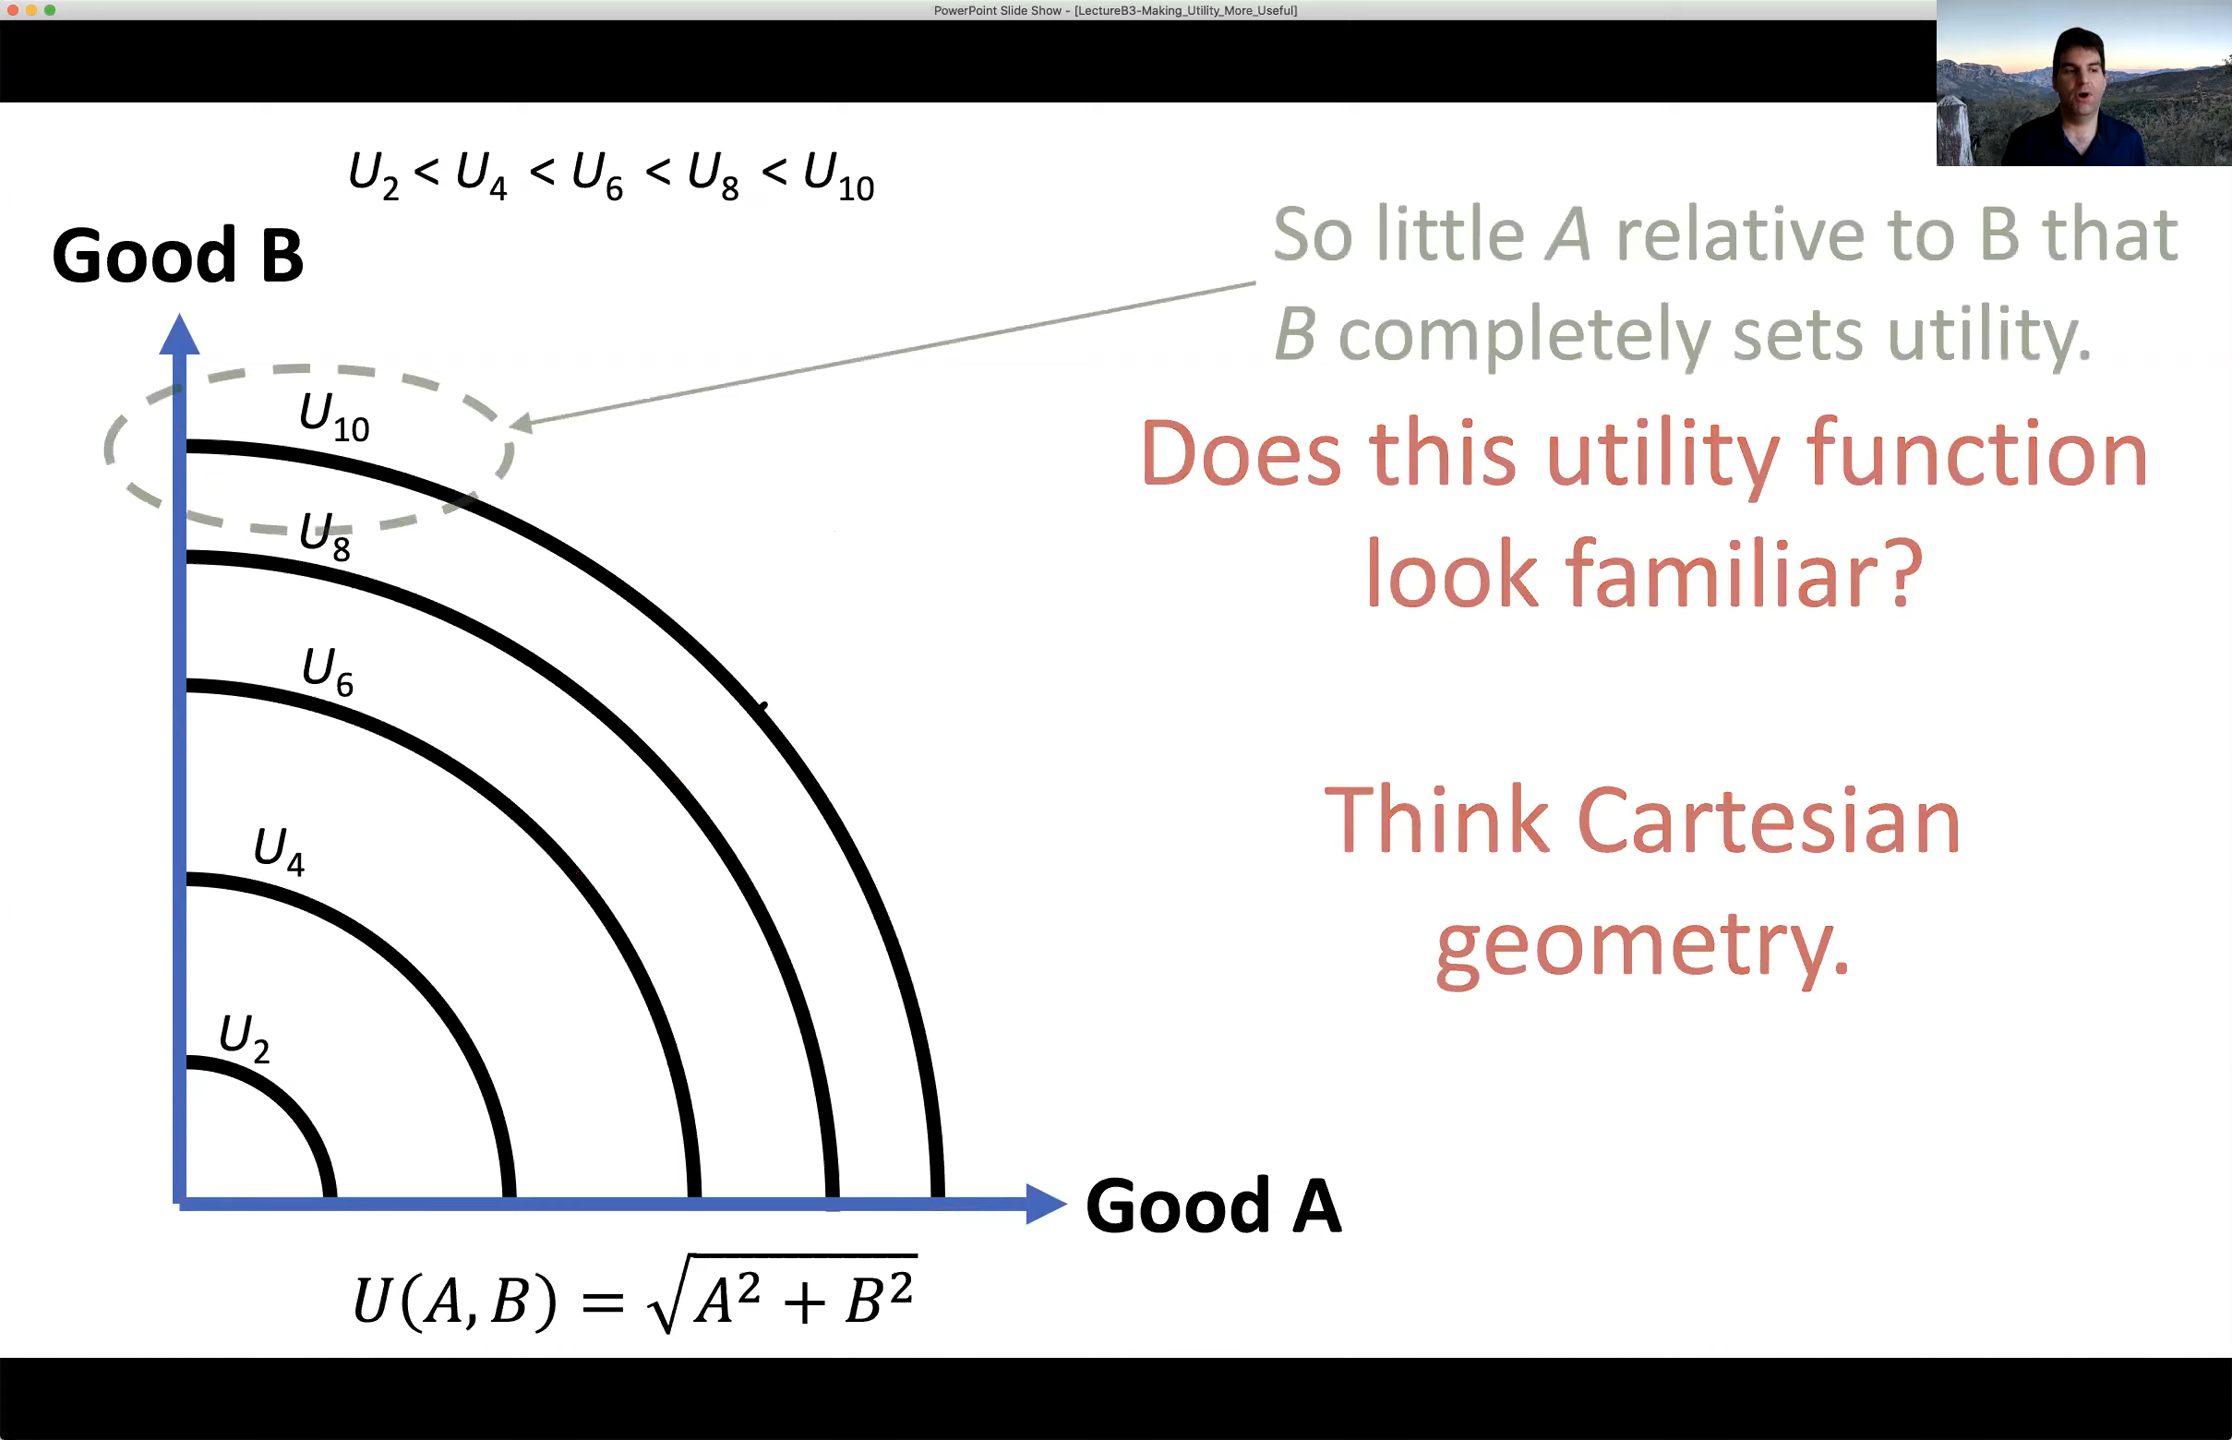 PowerPoint Slide Show - [LectureB3-Making_Utility_More_Useful]
U₂ < U₄ < U₆ < U₈ < U₁₀
Good B
So little A relative to B that
B completely sets utility.
U₁₀
Does this utility function
look familiar?
U₈
U₆
Think Cartesian
geometry.
U₄
U₂
Good A
U(A, B) = √(A² + B²)